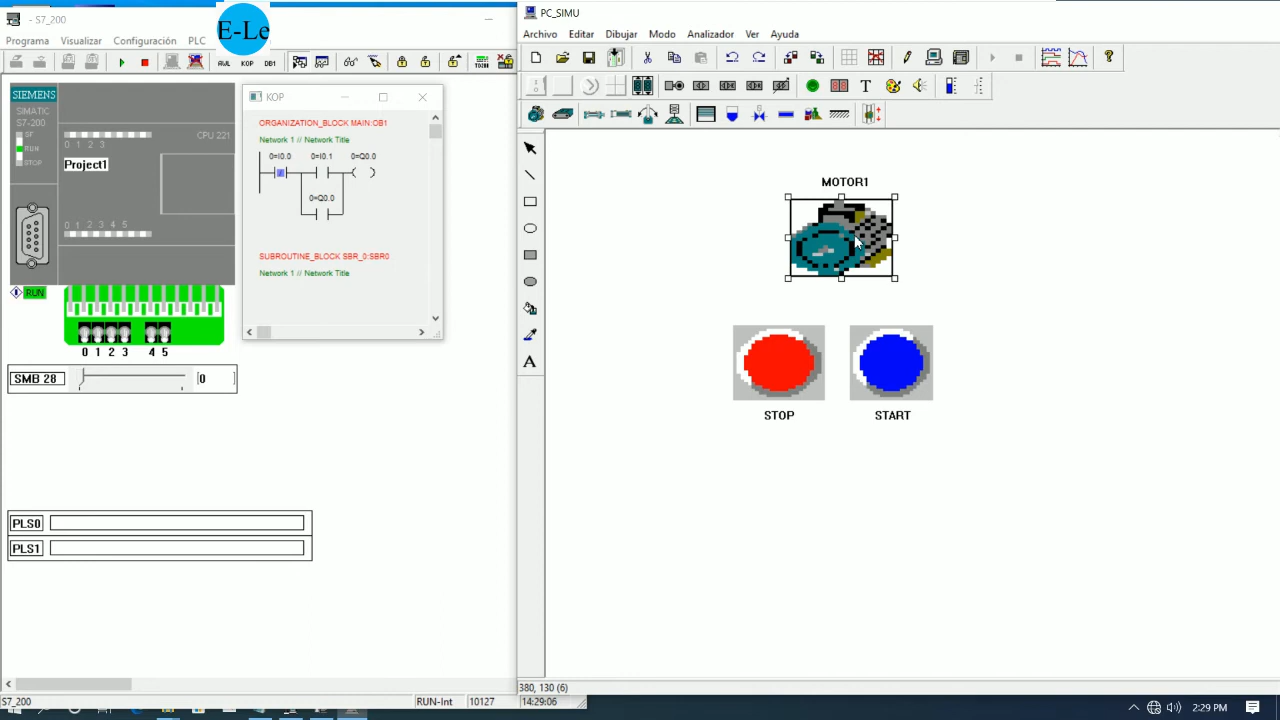 - S7_200
E-Le
Programa Visualizar Configuración PLC
AWL KOP DB1
SIEMENS
SIMATIC
S7-200
SF
RUN
STOP
0 1 2 3
CPU 221
Project1
0 1 2 3 4 5
RUN
0 1 2 3 4 5
SMB 28
0
PLS0
PLS1
S7_200
RUN-Int
10127
KOP
ORGANIZATION_BLOCK MAIN:OB1
Network 1 // Network Title
0=I0.0 0=I0.1 0=Q0.0
0=Q0.0
SUBROUTINE_BLOCK SBR_0:SBR0
Network 1 // Network Title
PC_SIMU
Archivo Editar Dibujar Modo Analizador Ver Ayuda
T
A
MOTOR1
STOP
START
380, 130 (6)
14:29:06
2:29 PM